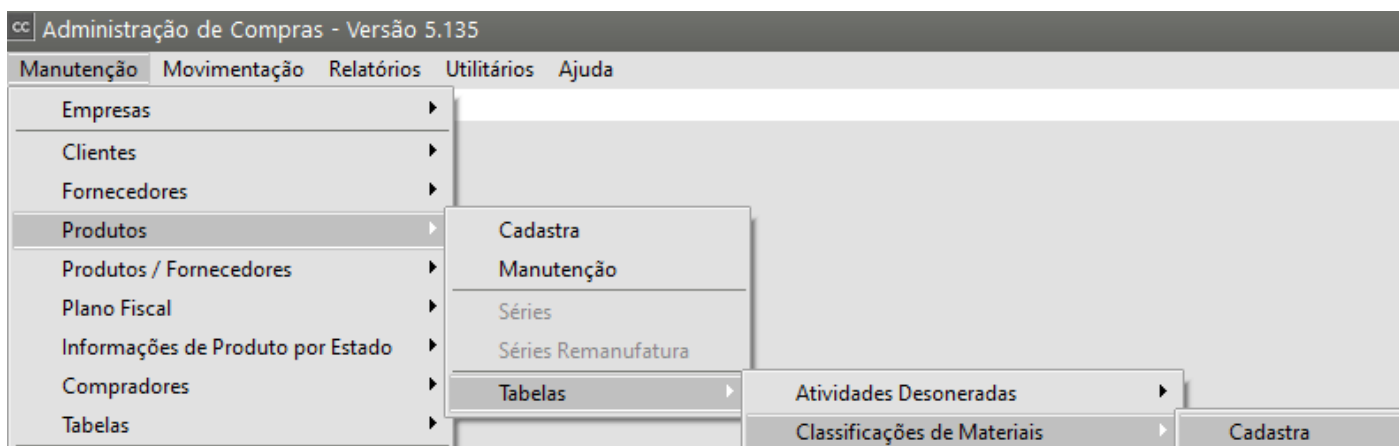 cc Administração de Compras - Versão 5.135
Manutenção Movimentação Relatórios Utilitários Ajuda
Empresas
Clientes
Fornecedores
Produtos Cadastra
Produtos / Fornecedores Manutenção
Plano Fiscal Séries
Informações de Produto por Estado Séries Remanufatura
Compradores Tabelas Atividades Desoneradas
Tabelas Classificações de Materiais Cadastra